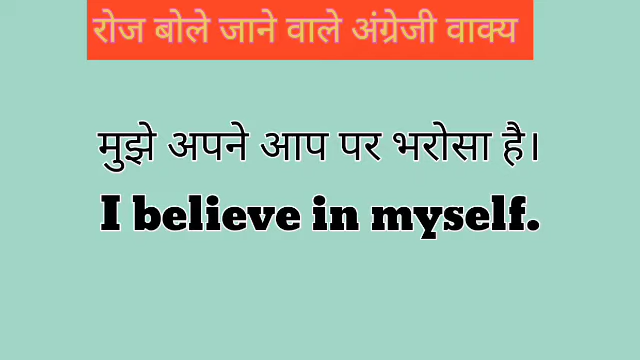 रोज बोले जाने वाले अंग्रेजी वाक्य
मुझे अपने आप पर भरोसा है।
I believe in myself.